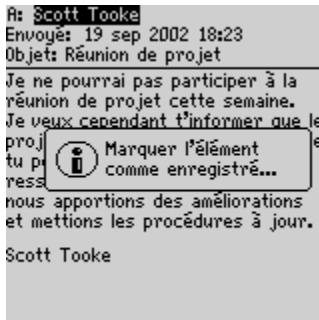 À: Scott Tooke
Envoyé: 19 sep 2002 18:23
Objet: Réunion de projet
Je ne pourrai pas participer à la
réunion de projet cette semaine.
Je veux cependant t'informer que le
proj
Marquer l'élément
tu p
comme enregistré...
ress
nous apportions des améliorations
et mettions les procédures à jour.
Scott Tooke